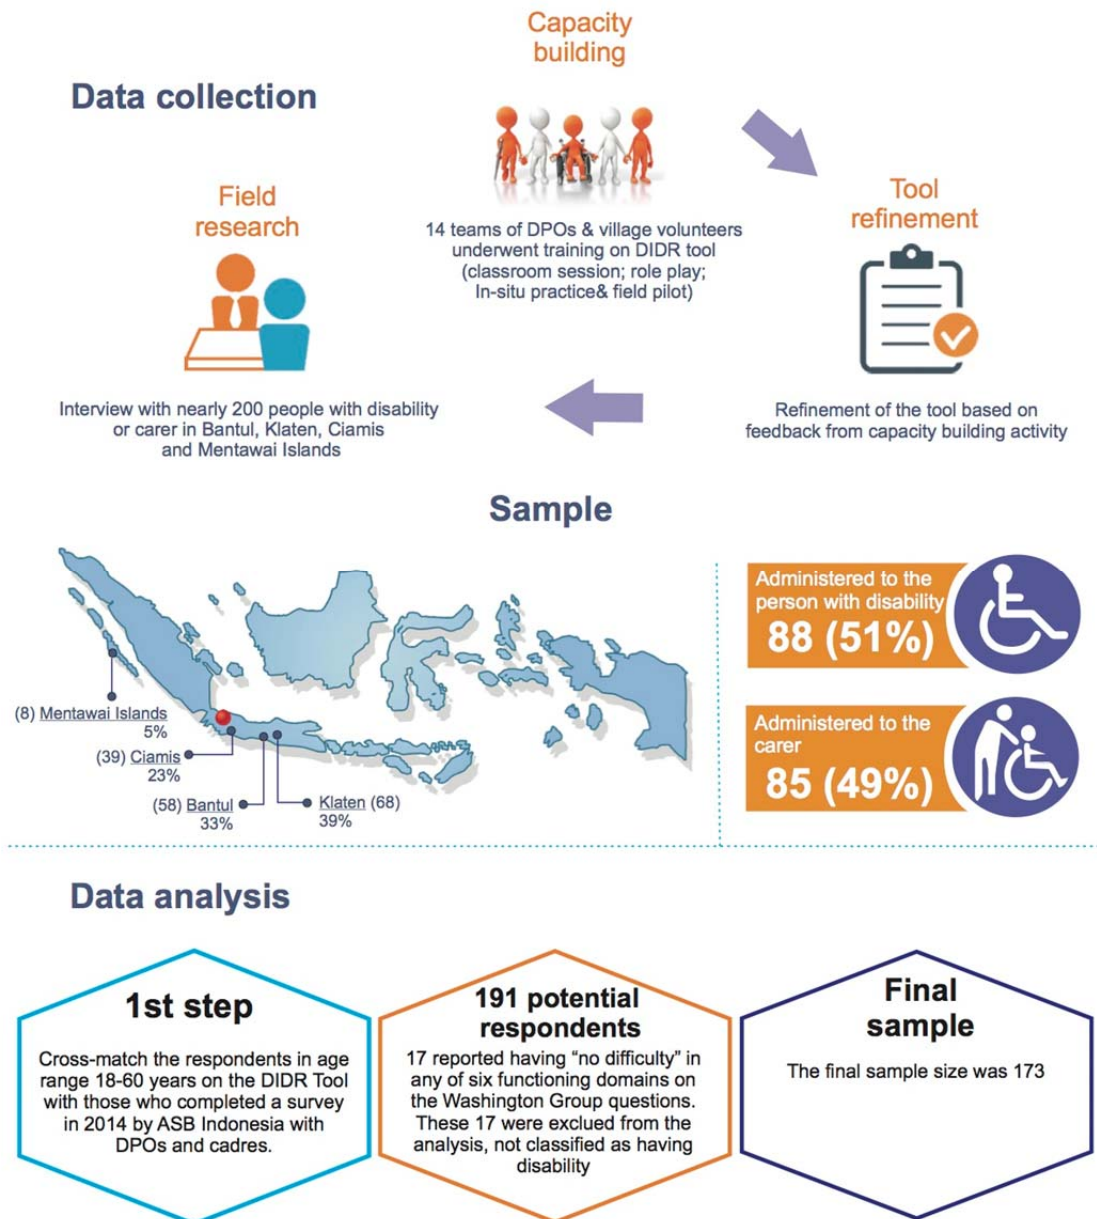 Capacity
building
Data collection
14 teams of DPOs & village volunteers
underwent training on DIDR tool
(classroom session; role play;
In-situ practice& field pilot)
Tool
refinement
Refinement of the tool based on
feedback from capacity building activity
Field
research
Interview with nearly 200 people with disability
or carer in Bantul, Klaten, Ciamis
and Mentawai Islands
Sample
(8) Mentawai Islands
5%
(39) Ciamis
23%
(58) Bantul
33%
Klaten (68)
39%
Administered to the
person with disability
88 (51%)
Administered to the
carer
85 (49%)
Data analysis
1st step
Cross-match the respondents in age
range 18-60 years on the DIDR Tool
with those who completed a survey
in 2014 by ASB Indonesia with
DPOs and cadres.
191 potential
respondents
17 reported having “no difficulty” in
any of six functioning domains on
the Washington Group questions.
These 17 were exclued from the
analysis, not classified as having
disability
Final
sample
The final sample size was 173